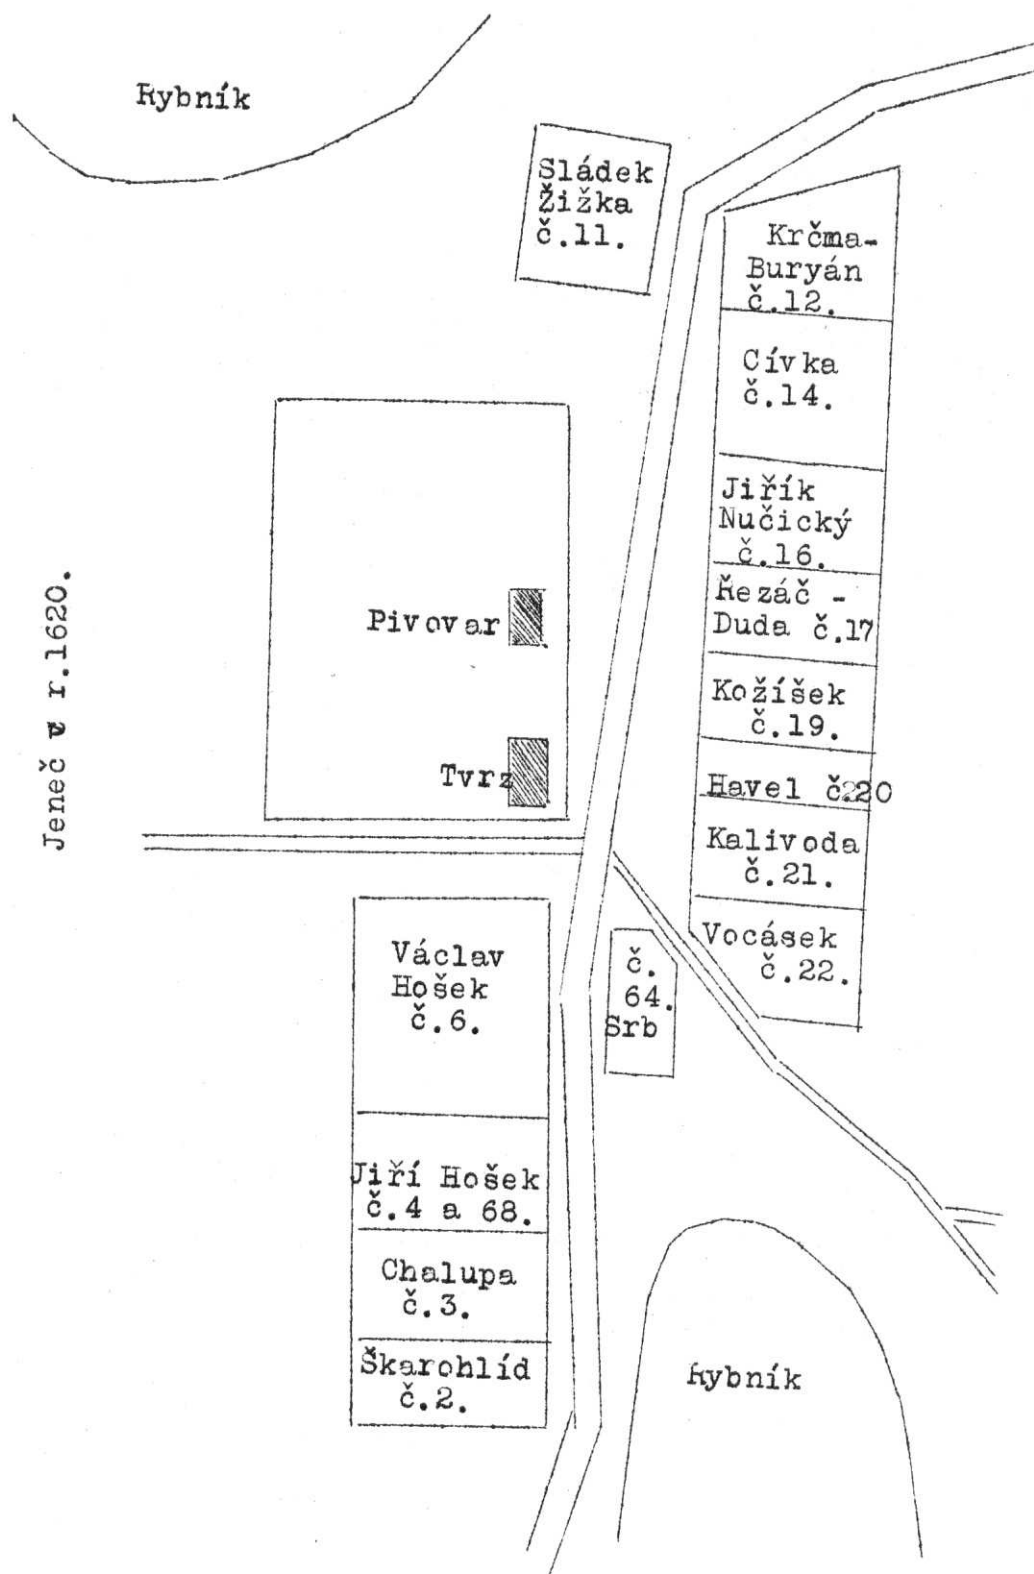 Rybník
Sládek
Žižka
č.11.
Krčma-
Buryán
č.12.
Cívka
č.14.
Jiřík
Nučický
č.16.
Řezáč -
Duda č.17
Kožíšek
č.19.
Havel č.20
Kalivoda
č.21.
Vocásek
č.22.
Pivovar
Tvrz
Jeneč v r.1620.
Václav
Hošek
č.6.
č.
64.
Srb
Jiří Hošek
č.4 a 68.
Chalupa
č.3.
Škarohlíd
č.2.
Rybník